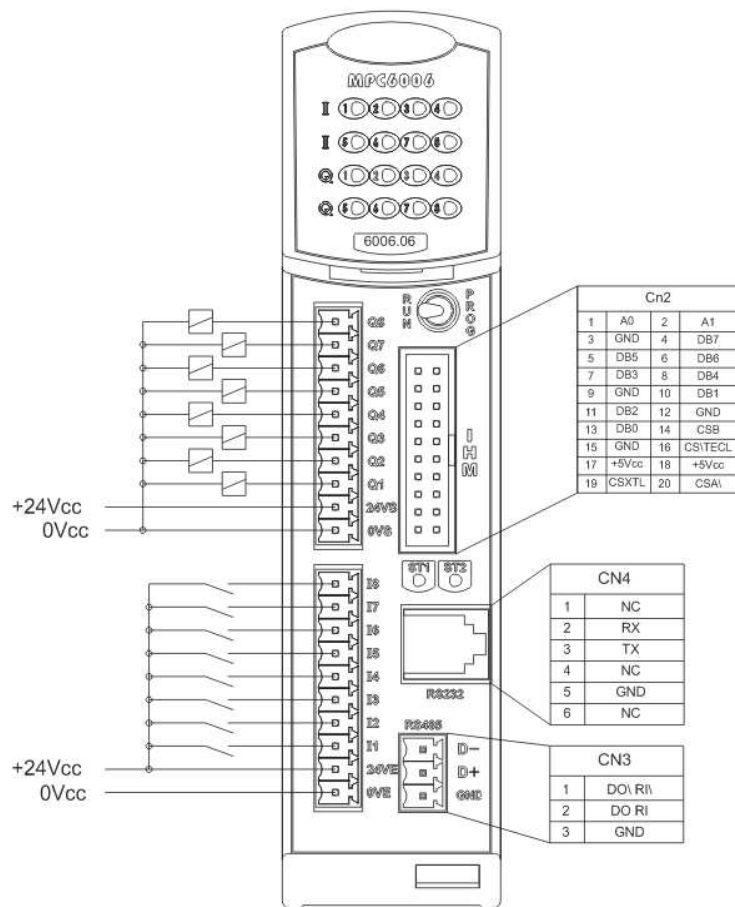 MPC6006
I 1 2 3 4
I 5 6 7 8
Q 1 2 3 4
Q 5 6 7 8
6006.06
RUN
PROG
Q8
Q7
Q6
Q5
Q4
Q3
Q2
Q1
+24Vcc 24VS
0Vcc 0VS
IHM
Cn2
1 A0 2 A1
3 GND 4 DB7
5 DB5 6 DB6
7 DB3 8 DB4
9 GND 10 DB1
11 DB2 12 GND
13 DB0 14 CSB
15 GND 16 CS\TECL
17 +5Vcc 18 +5Vcc
19 CSXTL 20 CSA\
ST1 ST2
I8
I7
I6
I5
I4
I3
I2
I1
+24Vcc 24VE
0Vcc 0VE
RS232
CN4
1 NC
2 RX
3 TX
4 NC
5 GND
6 NC
RS485
D-
D+
GND
CN3
1 DO\ RI\
2 DO RI
3 GND